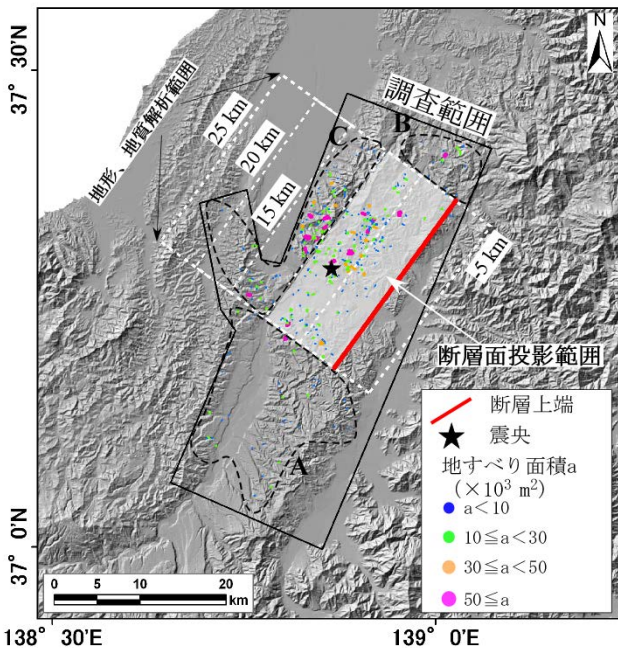 N
37° 30'N
37° 0'N
138° 30'E
139° 0'E
調査範囲
地形、地質解析範囲
25 km
20 km
15 km
-5 km
A
B
C
断層面投影範囲
断層上端
震央
地すべり面積a
(×10³ m²)
a<10
10≦a<30
30≦a<50
50≦a
0 5 10 20
km